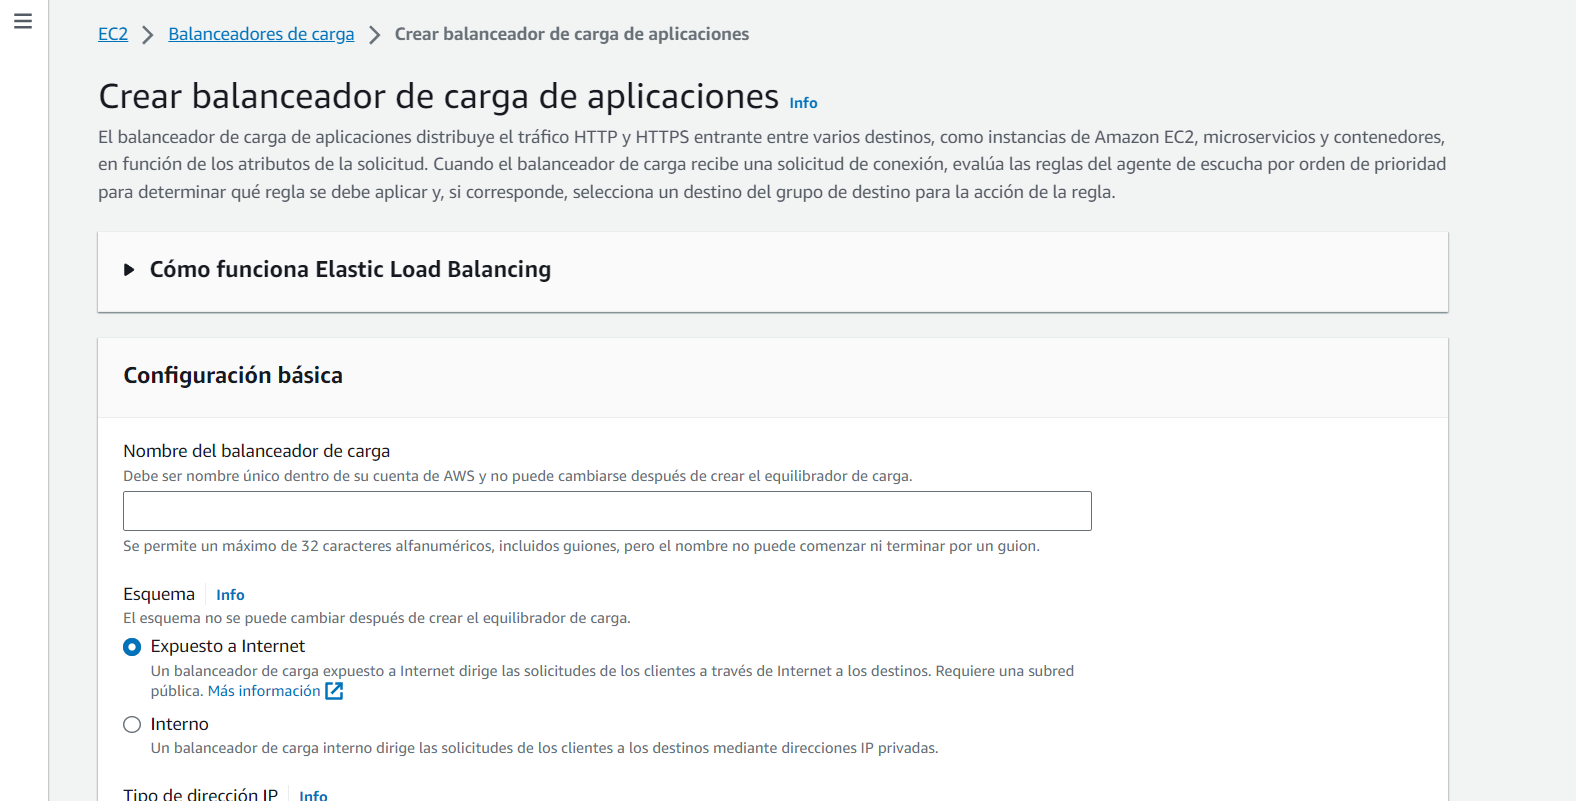 EC2 Balanceadores de carga Crear balanceador de carga de aplicaciones
Crear balanceador de carga de aplicaciones Info
El balanceador de carga de aplicaciones distribuye el tráfico HTTP y HTTPS entrante entre varios destinos, como instancias de Amazon EC2, microservicios y contenedores,
en función de los atributos de la solicitud. Cuando el balanceador de carga recibe una solicitud de conexión, evalúa las reglas del agente de escucha por orden de prioridad
para determinar qué regla se debe aplicar y, si corresponde, selecciona un destino del grupo de destino para la acción de la regla.
Cómo funciona Elastic Load Balancing
Configuración básica
Nombre del balanceador de carga
Debe ser nombre único dentro de su cuenta de AWS y no puede cambiarse después de crear el equilibrador de carga.
Se permite un máximo de 32 caracteres alfanuméricos, incluidos guiones, pero el nombre no puede comenzar ni terminar por un guion.
Esquema Info
El esquema no se puede cambiar después de crear el equilibrador de carga.
Expuesto a Internet
Un balanceador de carga expuesto a Internet dirige las solicitudes de los clientes a través de Internet a los destinos. Requiere una subred
pública. Más información
Interno
Un balanceador de carga interno dirige las solicitudes de los clientes a los destinos mediante direcciones IP privadas.
Tipo de dirección IP Info